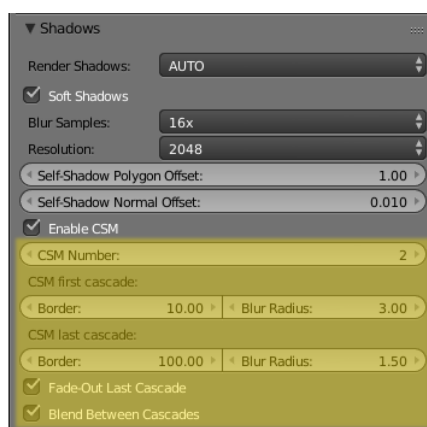 Shadows
Render Shadows: AUTO
Soft Shadows
Blur Samples: 16x
Resolution: 2048
Self-Shadow Polygon Offset: 1.00
Self-Shadow Normal Offset: 0.010
Enable CSM
CSM Number: 2
CSM first cascade:
Border: 10.00 Blur Radius: 3.00
CSM last cascade:
Border: 100.00 Blur Radius: 1.50
Fade-Out Last Cascade
Blend Between Cascades